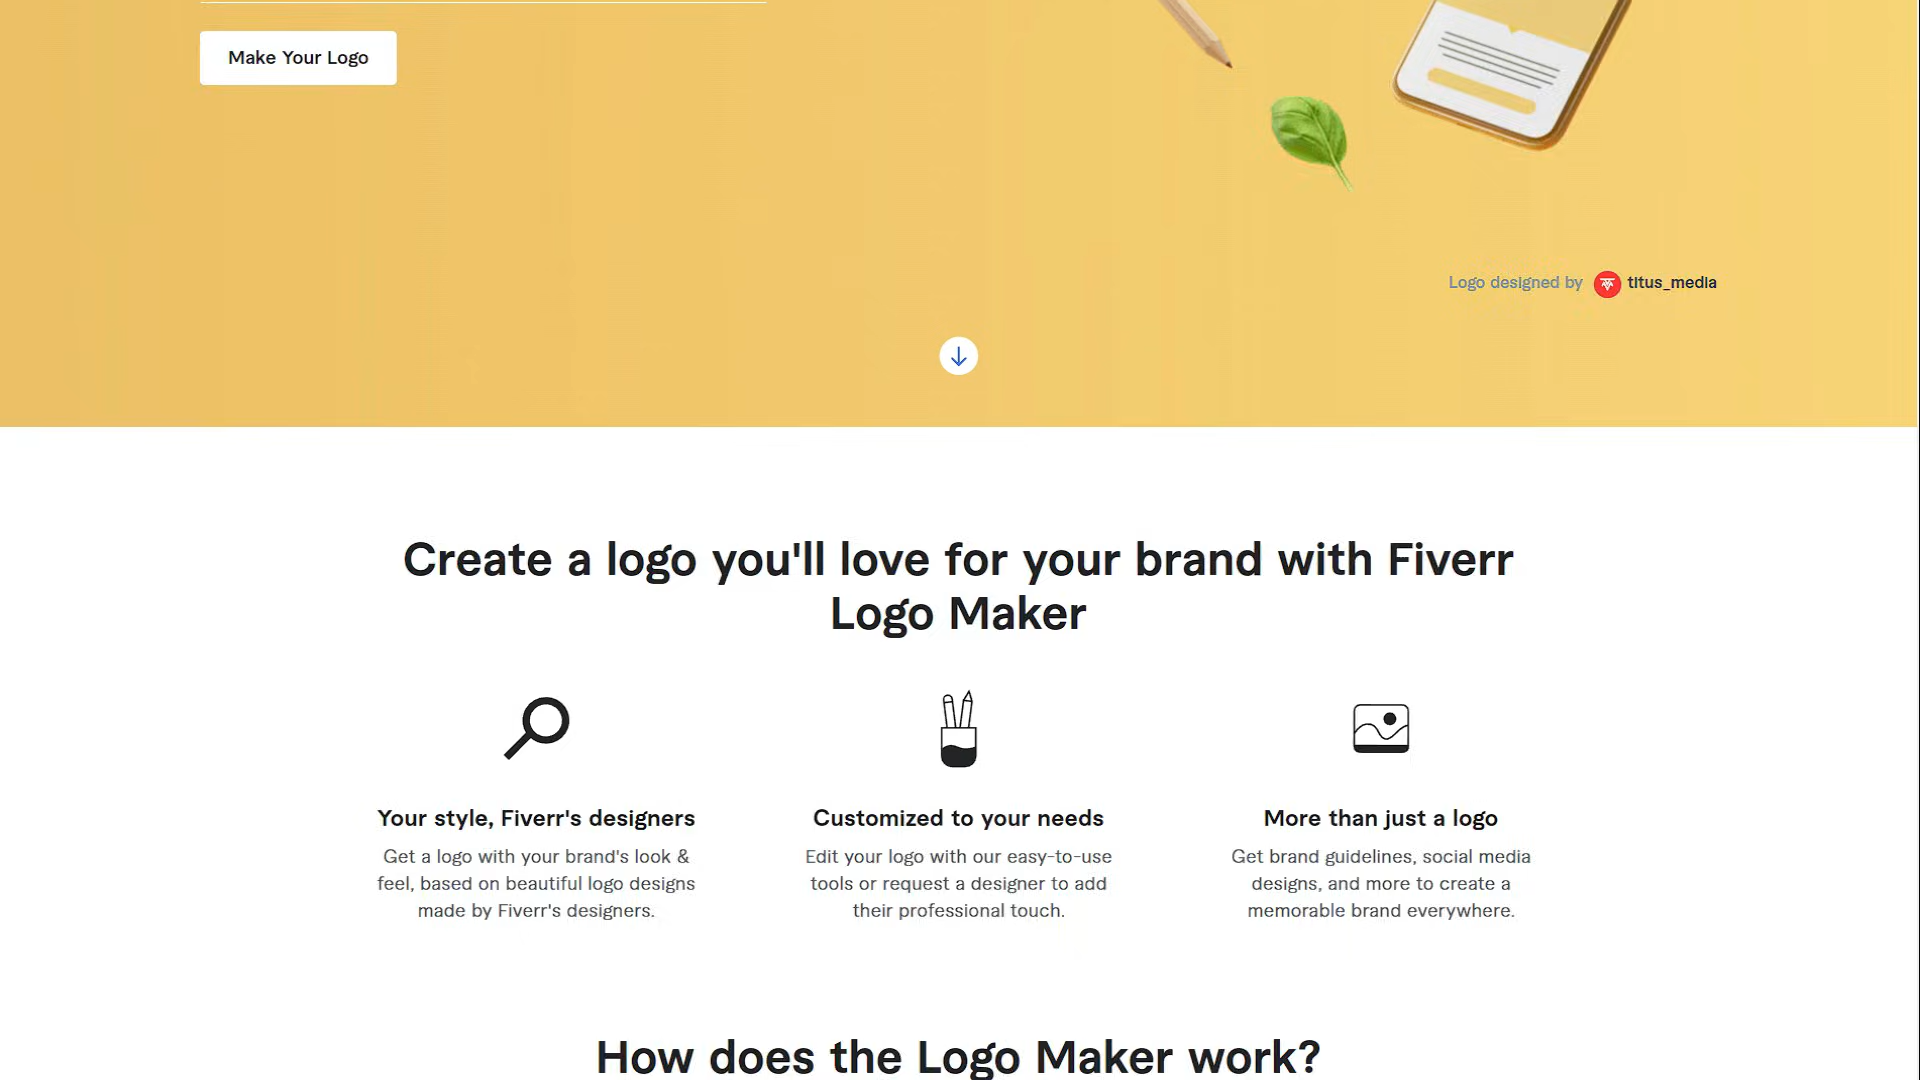 Make Your Logo
Logo designed by titus_media
Create a logo you'll love for your brand with Fiverr
Logo Maker
Your style, Fiverr's designers
Get a logo with your brand's look &
feel, based on beautiful logo designs
made by Fiverr's designers.
Customized to your needs
Edit your logo with our easy-to-use
tools or request a designer to add
their professional touch.
More than just a logo
Get brand guidelines, social media
designs, and more to create a
memorable brand everywhere.
How does the Logo Maker work?